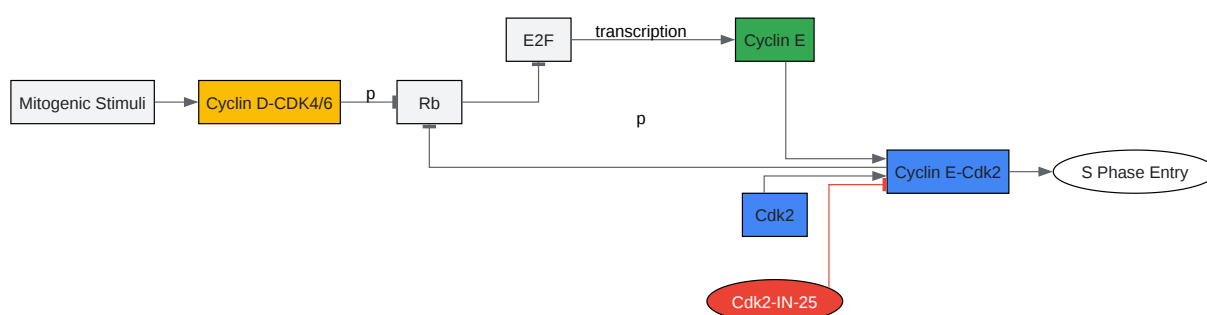 E2F
transcription
Cyclin E
Mitogenic Stimuli
Cyclin D-CDK4/6
p
Rb
p
Cyclin E-Cdk2
S Phase Entry
Cdk2
Cdk2-IN-25